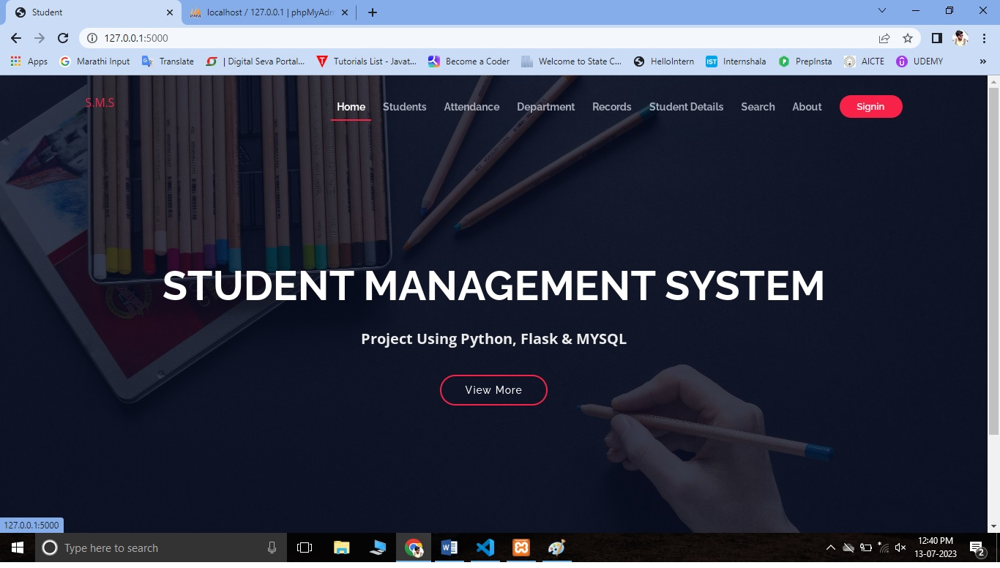 Student
localhost / 127.0.0.1 | phpMyAdm
127.0.0.1:5000
Apps
Marathi Input
Translate
| Digital Seva Portal...
Tutorials List - Javat...
Become a Coder
Welcome to State C...
HelloIntern
IST
Internshala
PrepInsta
AICTE
UDEMY
»
S.M.S
Home
Students
Attendance
Department
Records
Student Details
Search
About
Signin
STUDENT MANAGEMENT SYSTEM
Project Using Python, Flask & MYSQL
View More
127.0.0.1:5000
Type here to search
12:40 PM
13-07-2023
2